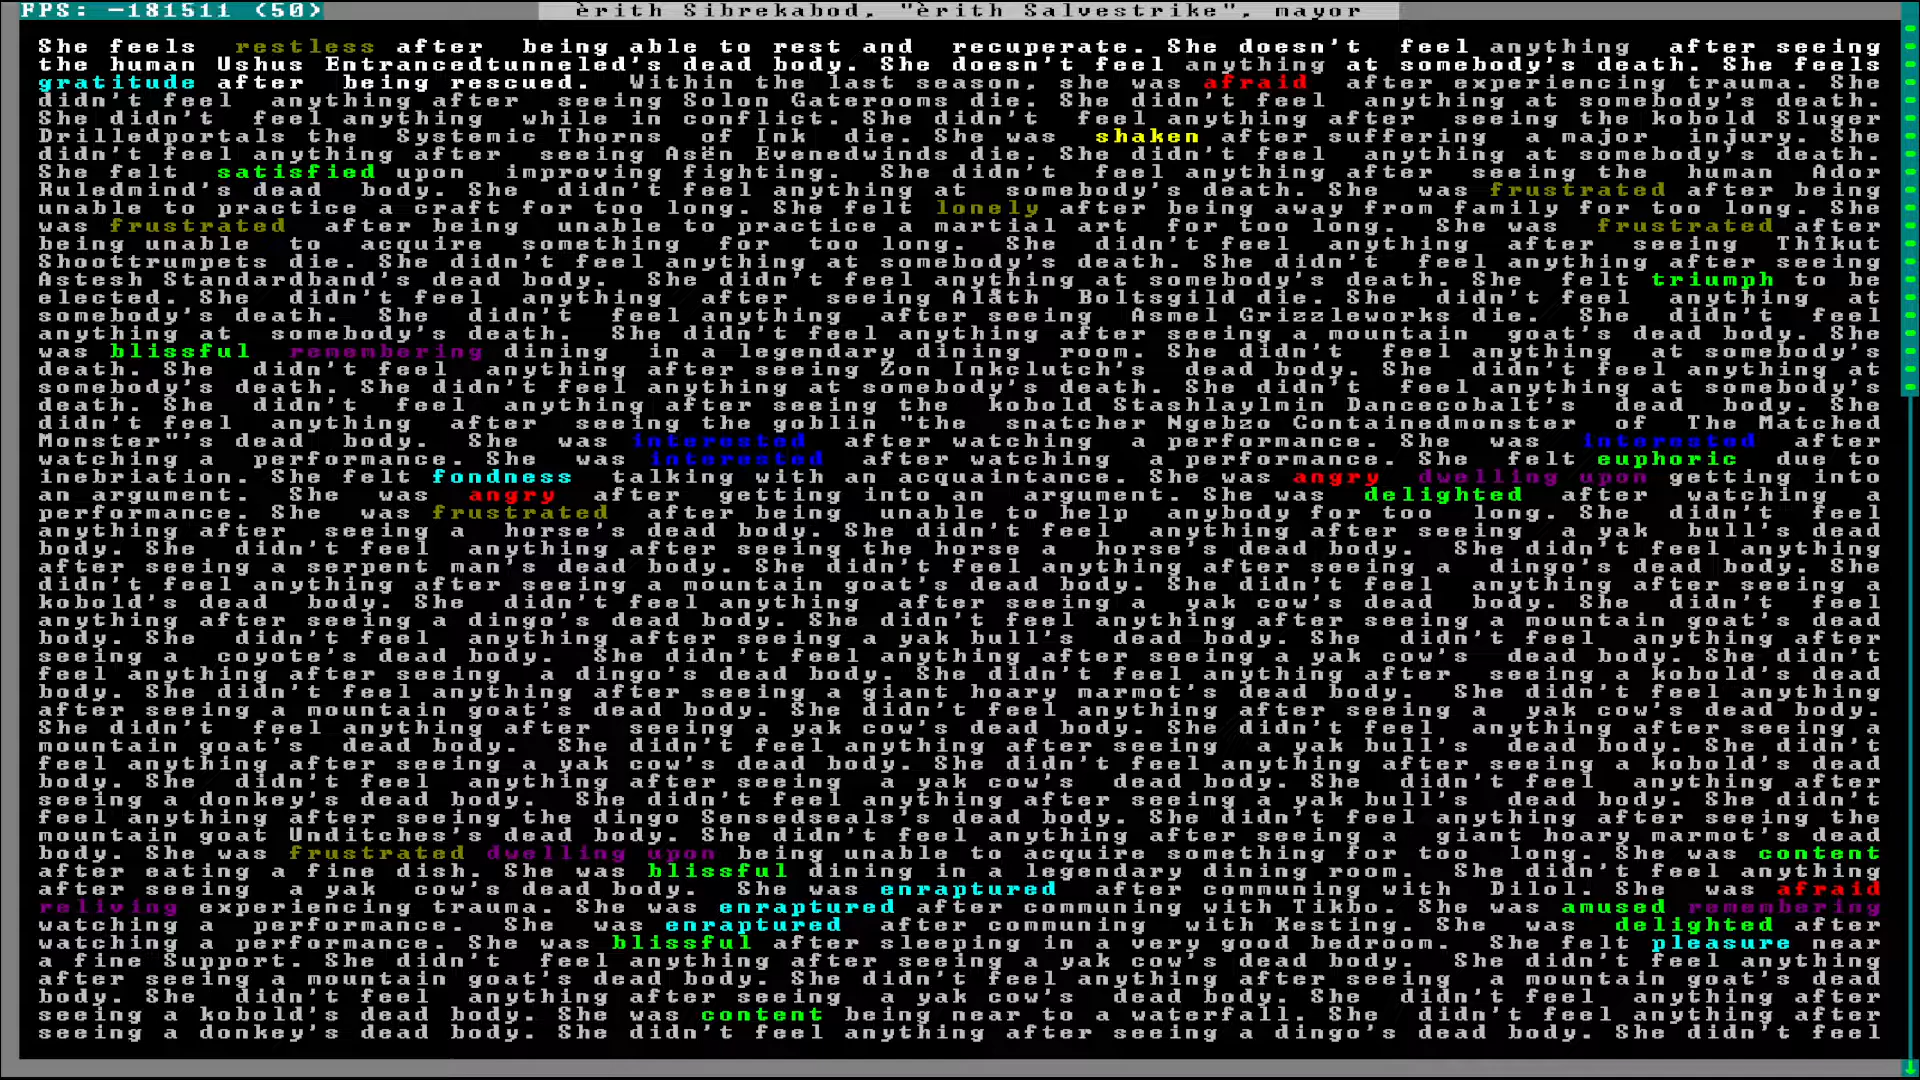 FPS: -181511 (50)
èrith Sibrekabod, "èrith Salvestrike", mayor
She feels restless after being able to rest and recuperate. She doesn't feel anything after seeing
the human Ushus Entrancedtunneled's dead body. She doesn't feel anything at somebody's death. She feels
gratitude after being rescued. Within the last season, she was afraid after experiencing trauma. She
didn't feel anything after seeing Solon Gaterooms die. She didn't feel anything at somebody's death.
She didn't feel anything while in conflict. She didn't feel anything after seeing the kobold Sluger
Drilledportals the Systemic Thorns of Ink die. She was shaken after suffering a major injury. She
didn't feel anything after seeing Asën Evenedwinds die. She didn't feel anything at somebody's death.
She felt satisfied upon improving fighting. She didn't feel anything after seeing the human Ador
Ruledmind's dead body. She didn't feel anything at somebody's death. She was frustrated after being
unable to practice a craft for too long. She felt lonely after being away from family for too long. She
was frustrated after being unable to practice a martial art for too long. She was frustrated after
being unable to acquire something for too long. She didn't feel anything after seeing Thîkut
Shoottrumpets die. She didn't feel anything at somebody's death. She didn't feel anything after seeing
Astesh Standardband's dead body. She didn't feel anything at somebody's death. She felt triumph to be
elected. She didn't feel anything after seeing Alåth Boltsgild die. She didn't feel anything at
somebody's death. She didn't feel anything after seeing Asmel Grizzleworks die. She didn't feel
anything at somebody's death. She didn't feel anything after seeing a mountain goat's dead body. She
was blissful remembering dining in a legendary dining room. She didn't feel anything at somebody's
death. She didn't feel anything after seeing Zon Inkclutch's dead body. She didn't feel anything at
somebody's death. She didn't feel anything at somebody's death. She didn't feel anything at somebody's
death. She didn't feel anything after seeing the kobold Stashlaylmin Dancecobalt's dead body. She
didn't feel anything after seeing the goblin "the snatcher Ngebzo Containedmonster of The Matched
Monster"'s dead body. She was interested after watching a performance. She was interested after
watching a performance. She was interested after watching a performance. She felt euphoric due to
inebriation. She felt fondness talking with an acquaintance. She was angry dwelling upon getting into
an argument. She was angry after getting into an argument. She was delighted after watching a
performance. She was frustrated after being unable to help anybody for too long. She didn't feel
anything after seeing a horse's dead body. She didn't feel anything after seeing a yak bull's dead
body. She didn't feel anything after seeing the horse a horse's dead body. She didn't feel anything
after seeing a serpent man's dead body. She didn't feel anything after seeing a dingo's dead body. She
didn't feel anything after seeing a mountain goat's dead body. She didn't feel anything after seeing a
kobold's dead body. She didn't feel anything after seeing a yak cow's dead body. She didn't feel
anything after seeing a dingo's dead body. She didn't feel anything after seeing a mountain goat's dead
body. She didn't feel anything after seeing a yak bull's dead body. She didn't feel anything after
seeing a coyote's dead body. She didn't feel anything after seeing a yak cow's dead body. She didn't
feel anything after seeing a dingo's dead body. She didn't feel anything after seeing a kobold's dead
body. She didn't feel anything after seeing a giant hoary marmot's dead body. She didn't feel anything
after seeing a mountain goat's dead body. She didn't feel anything after seeing a yak cow's dead body.
She didn't feel anything after seeing a yak cow's dead body. She didn't feel anything after seeing a
mountain goat's dead body. She didn't feel anything after seeing a yak bull's dead body. She didn't
feel anything after seeing a yak cow's dead body. She didn't feel anything after seeing a kobold's dead
body. She didn't feel anything after seeing a yak cow's dead body. She didn't feel anything after
seeing a donkey's dead body. She didn't feel anything after seeing a yak bull's dead body. She didn't
feel anything after seeing the dingo Sensedseals's dead body. She didn't feel anything after seeing the
mountain goat Unditches's dead body. She didn't feel anything after seeing a giant hoary marmot's dead
body. She was frustrated dwelling upon being unable to acquire something for too long. She was content
after eating a fine dish. She was blissful dining in a legendary dining room. She didn't feel anything
after seeing a yak cow's dead body. She was enraptured after communing with Dilol. She was afraid
reliving experiencing trauma. She was enraptured after communing with Tikbo. She was amused remembering
watching a performance. She was enraptured after communing with Kesting. She was delighted after
watching a performance. She was blissful after sleeping in a very good bedroom. She felt pleasure near
a fine Support. She didn't feel anything after seeing a yak cow's dead body. She didn't feel anything
after seeing a mountain goat's dead body. She didn't feel anything after seeing a mountain goat's dead
body. She didn't feel anything after seeing a yak cow's dead body. She didn't feel anything after
seeing a kobold's dead body. She was content being near to a waterfall. She didn't feel anything after
seeing a donkey's dead body. She didn't feel anything after seeing a dingo's dead body. She didn't feel